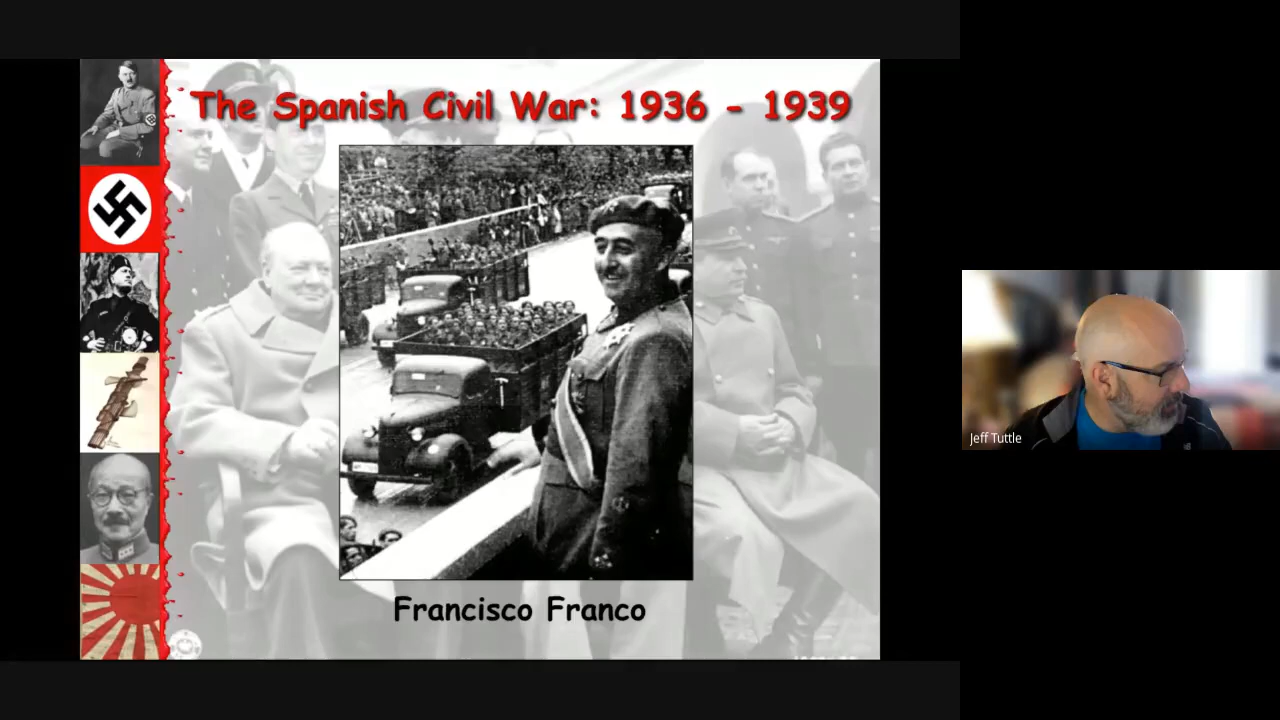 The Spanish Civil War: 1936 - 1939
Francisco Franco
Jeff Tuttle